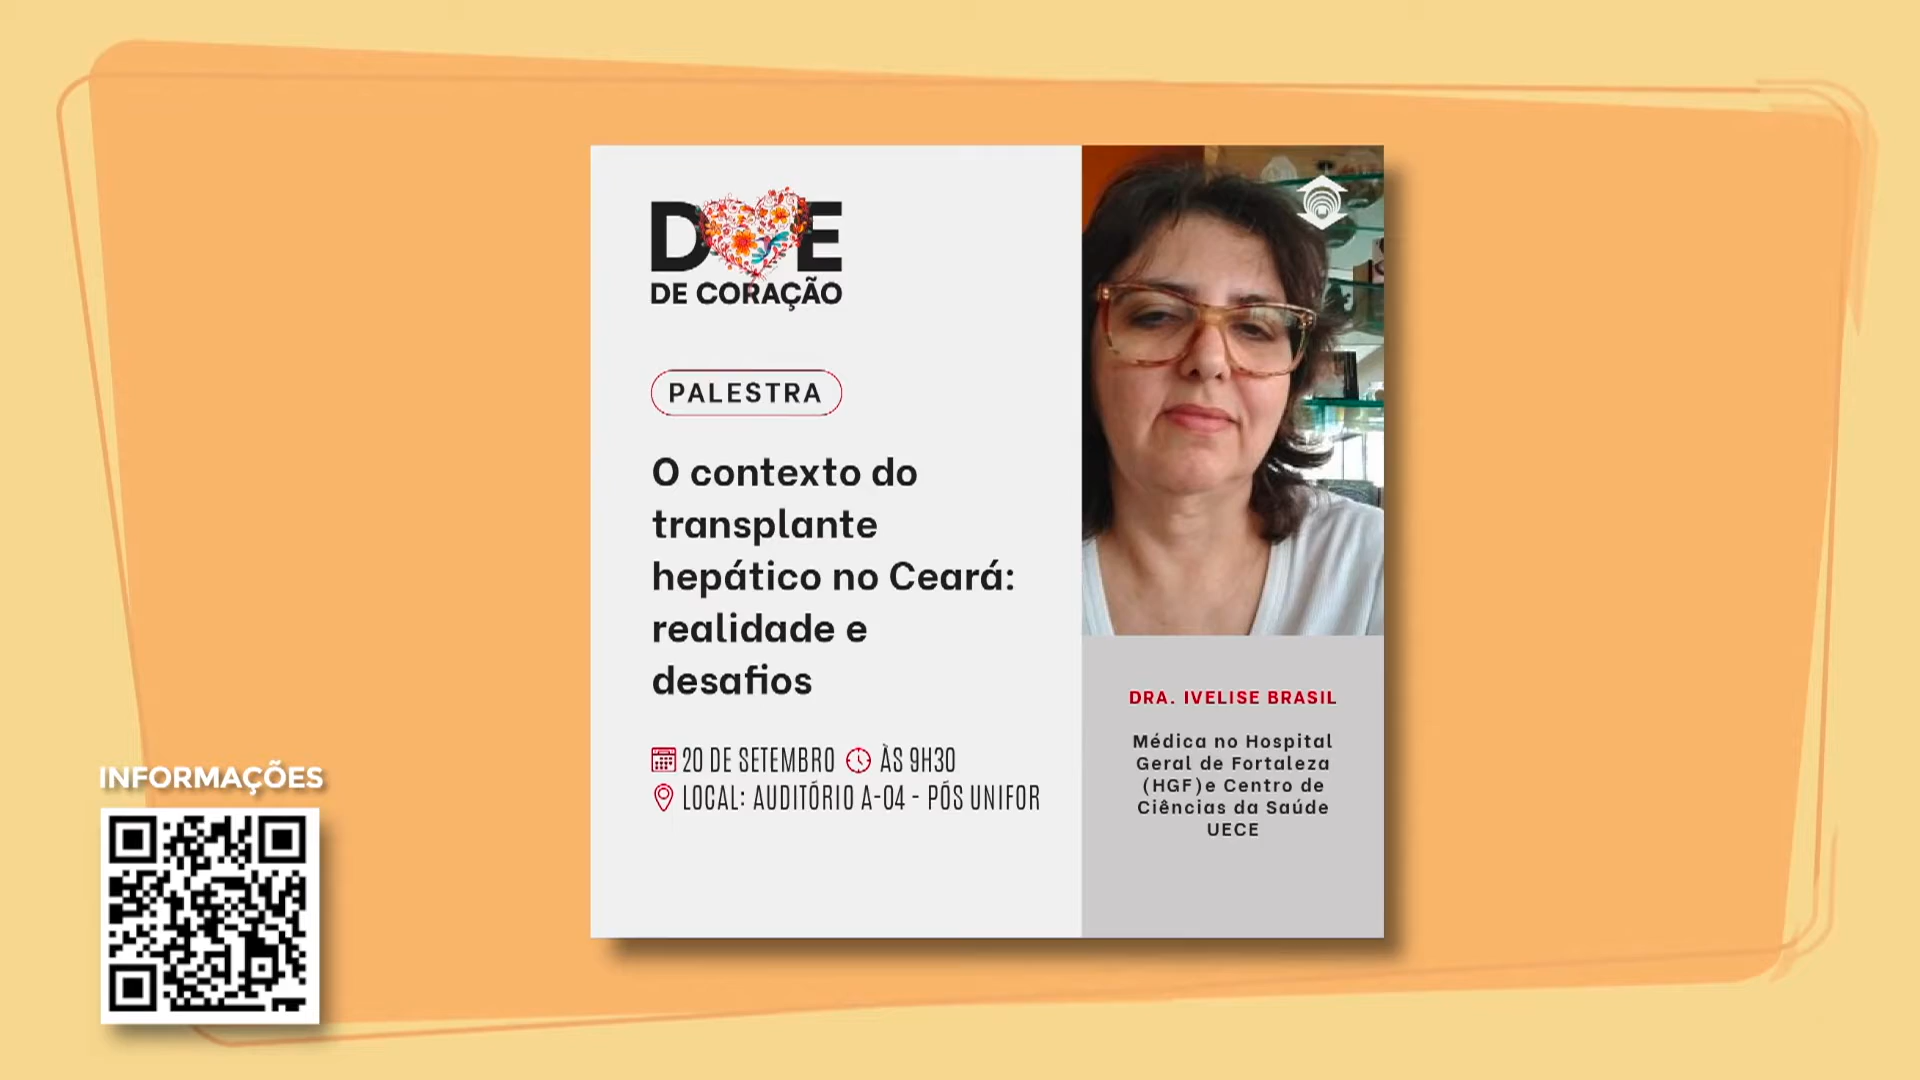 DOE
DE CORAÇÃO
PALESTRA
O contexto do
transplante
hepático no Ceará:
realidade e
desafios
20 DE SETEMBRO ÀS 9H30
LOCAL: AUDITÓRIO A-04 - PÓS UNIFOR
DRA. IVELISE BRASIL
Médica no Hospital
Geral de Fortaleza
(HGF)e Centro de
Ciências da Saúde
UECE
INFORMAÇÕES